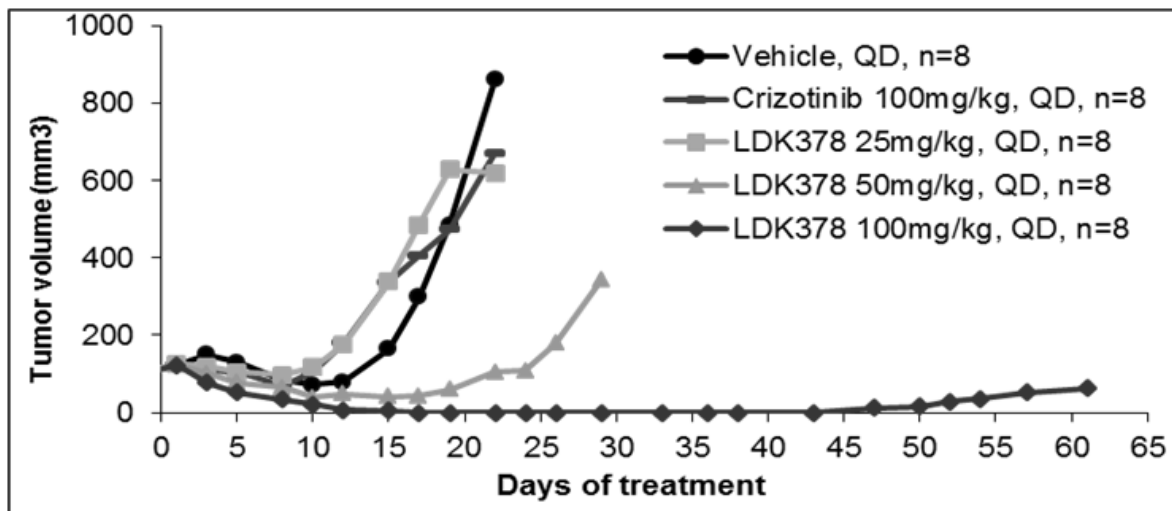 1000
800
600
400
200
0
Tumor volume(mm3)
Vehicle, QD, n=8
Crizotinib 100mg/kg, QD, n=8
LDK378 25mg/kg, QD, n=8
LDK378 50mg/kg, QD, n=8
LDK378 100mg/kg, QD, n=8
0 5 10 15 20 25 30 35 40 45 50 55 60 65
Days of treatment